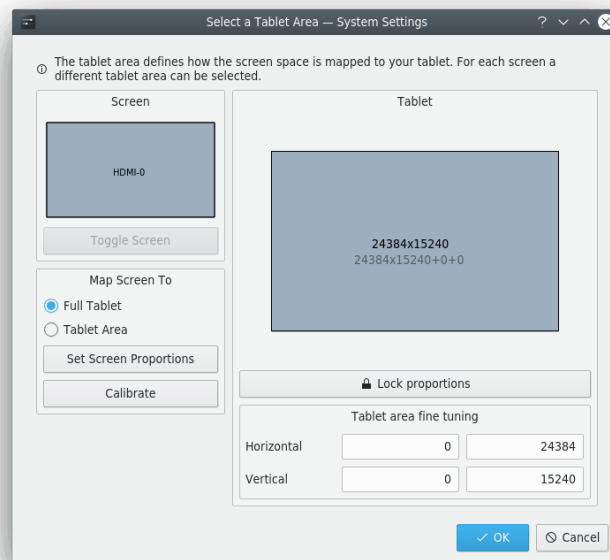 Select a Tablet Area — System Settings
The tablet area defines how the screen space is mapped to your tablet. For each screen a
different tablet area can be selected.
Screen
HDMI-0
Toggle Screen
Map Screen To
Full Tablet
Tablet Area
Set Screen Proportions
Calibrate
Tablet
24384x15240
24384x15240+0+0
Lock proportions
Tablet area fine tuning
Horizontal 0 24384
Vertical 0 15240
OK Cancel